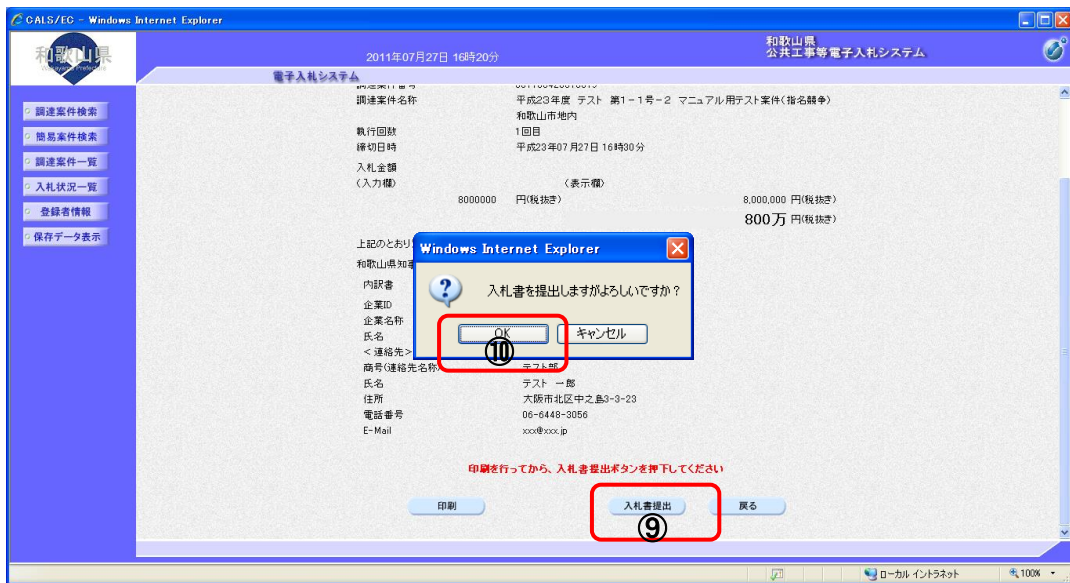 CALS/EC - Windows Internet Explorer
和歌山県
Wakayama Prefecture
2011年07月27日 16時20分
和歌山県
公共工事等電子入札システム
電子入札システム
調達案件検索
簡易案件検索
調達案件一覧
入札状況一覧
登録者情報
保存データ表示
調達案件名称 平成23年度 テスト 第1-1号-2 マニュアル用テスト案件(指名競争)
和歌山市地内
執行回数 1回目
締切日時 平成23年07月27日 16時30分
入札金額
(入力欄) (表示欄)
8000000 円(税抜き) 8,000,000 円(税抜き)
800万 円(税抜き)
上記のとおり
和歌山県知事
内訳書
企業ID
企業名称
氏名
<連絡先>
商号(連絡先名称) テスト部
氏名 テスト 一郎
住所 大阪市北区中之島3-3-23
電話番号 06-6448-3056
E-Mail xxx@xxx.jp
Windows Internet Explorer
入札書を提出しますがよろしいですか?
OK キャンセル
⑩
印刷を行ってから、入札書提出ボタンを押下してください
印刷 入札書提出 戻る
⑨
ローカル イントラネット 100%